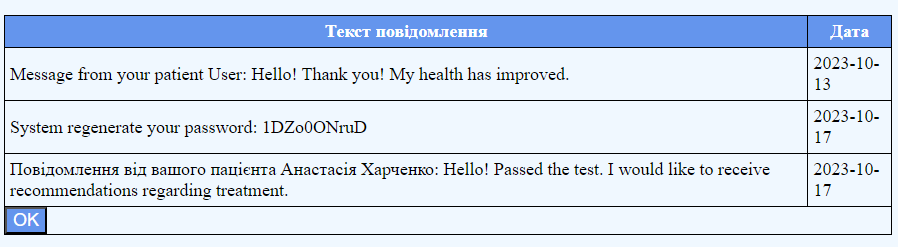 Текст повідомлення Дата
Message from your patient User: Hello! Thank you! My health has improved. 2023-10-
13
System regenerate your password: 1DZo0ONruD 2023-10-
17
Повідомлення від вашого пацієнта Анастасія Харченко: Hello! Passed the test. I would like to receive 2023-10-
recommendations regarding treatment. 17
OK